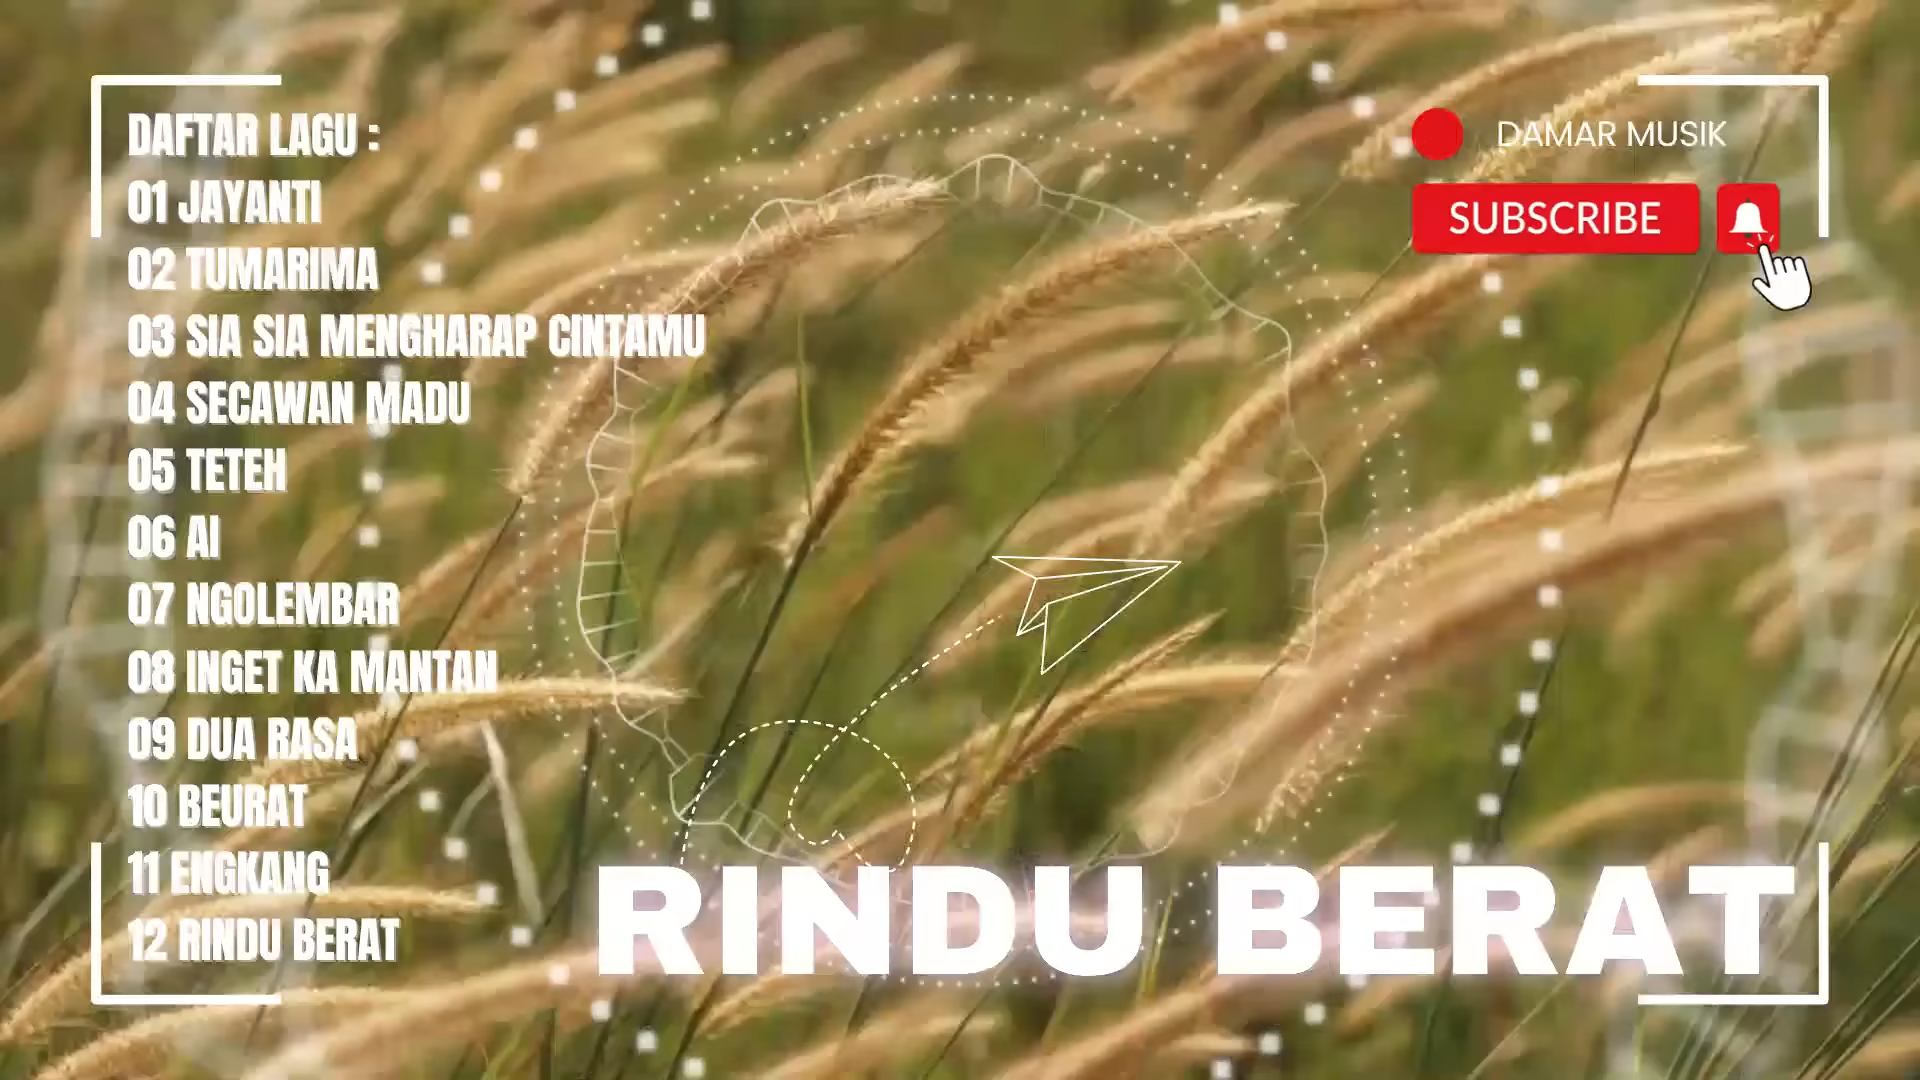 DAFTAR LAGU :
01 JAYANTI
02 TUMARIMA
03 SIA SIA MENGHARAP CINTAMU
04 SECAWAN MADU
05 TETEH
06 AI
07 NGOLEMBAR
08 INGET KA MANTAN
09 DUA RASA
10 BEURAT
11 ENGKANG
12 RINDU BERAT
DAMAR MUSIK
SUBSCRIBE
RINDU BERAT